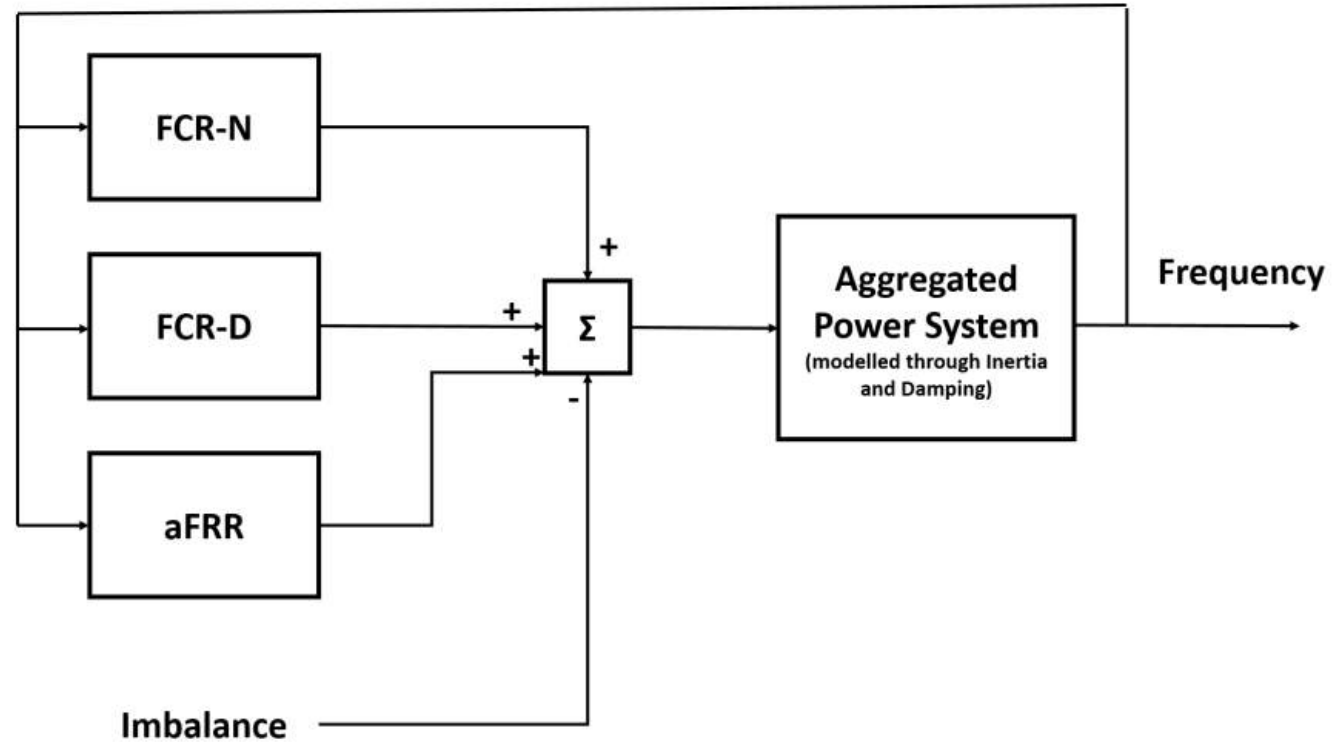 FCR-N
+
Frequency
Aggregated
Power System
(modelled through Inertia
and Damping)
FCR-D
+
Σ
+
-
aFRR
Imbalance